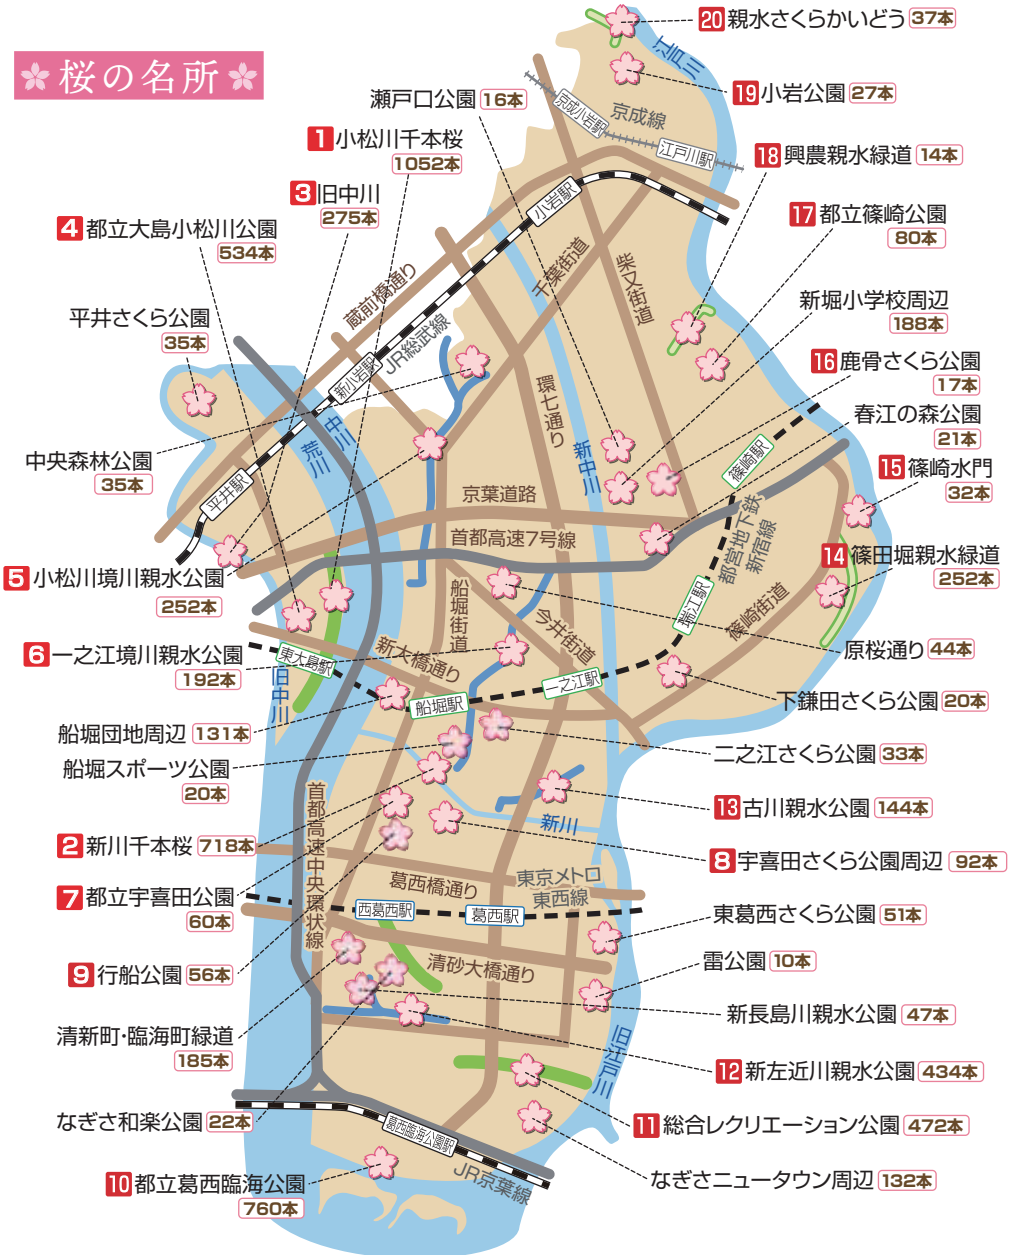 桜の名所
20 親水さくらかいどう 37本
19 小岩公園 27本
瀬戸口公園 16本
1 小松川千本桜
1052本
18 興農親水緑道 14本
3 旧中川
275本
17 都立篠崎公園
80本
4 都立大島小松川公園
534本
新堀小学校周辺
188本
平井さくら公園
35本
16 鹿骨さくら公園
17本
春江の森公園
21本
中央森林公園
35本
15 篠崎水門
32本
14 篠田堀親水緑道
252本
5 小松川境川親水公園
252本
原桜通り 44本
6 一之江境川親水公園
192本
下鎌田さくら公園 20本
船堀団地周辺 131本
二之江さくら公園 33本
船堀スポーツ公園
20本
13 古川親水公園 144本
2 新川千本桜 718本
8 宇喜田さくら公園周辺 92本
7 都立宇喜田公園
60本
東葛西さくら公園 51本
9 行船公園 56本
雷公園 10本
新長島川親水公園 47本
清新町・臨海町緑道
185本
12 新左近川親水公園 434本
なぎさ和楽公園 22本
11 総合レクリエーション公園 472本
なぎさニュータウン周辺 132本
10 都立葛西臨海公園
760本
江戸川
京成線
京成小岩駅
江戸川駅
小岩駅
千葉街道
柴又街道
蔵前橋通り
JR総武線
新小岩駅
環七通り
新中川
中川
荒川
平井駅
京葉道路
首都高速7号線
篠崎駅
都営地下鉄
新宿線
瑞江駅
篠崎街道
船堀街道
今井街道
新大橋通り
東大島駅
旧中川
一之江駅
船堀駅
首都高速中央環状線
新川
葛西橋通り
東京メトロ
東西線
西葛西駅
葛西駅
清砂大橋通り
旧江戸川
葛西臨海公園駅
JR京葉線